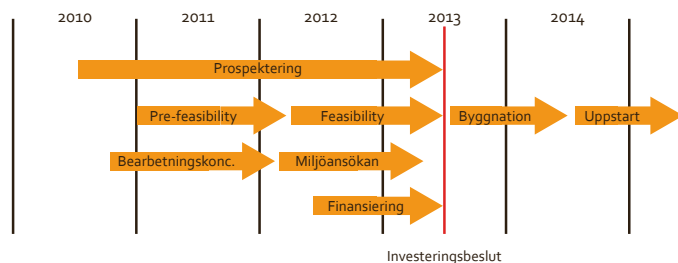 2010 2011 2012 2013 2014
Prospektering
Pre-feasibility Feasibility Byggnation Uppstart
Bearbetningskonc. Miljöansökan
Finansiering
Investeringsbeslut